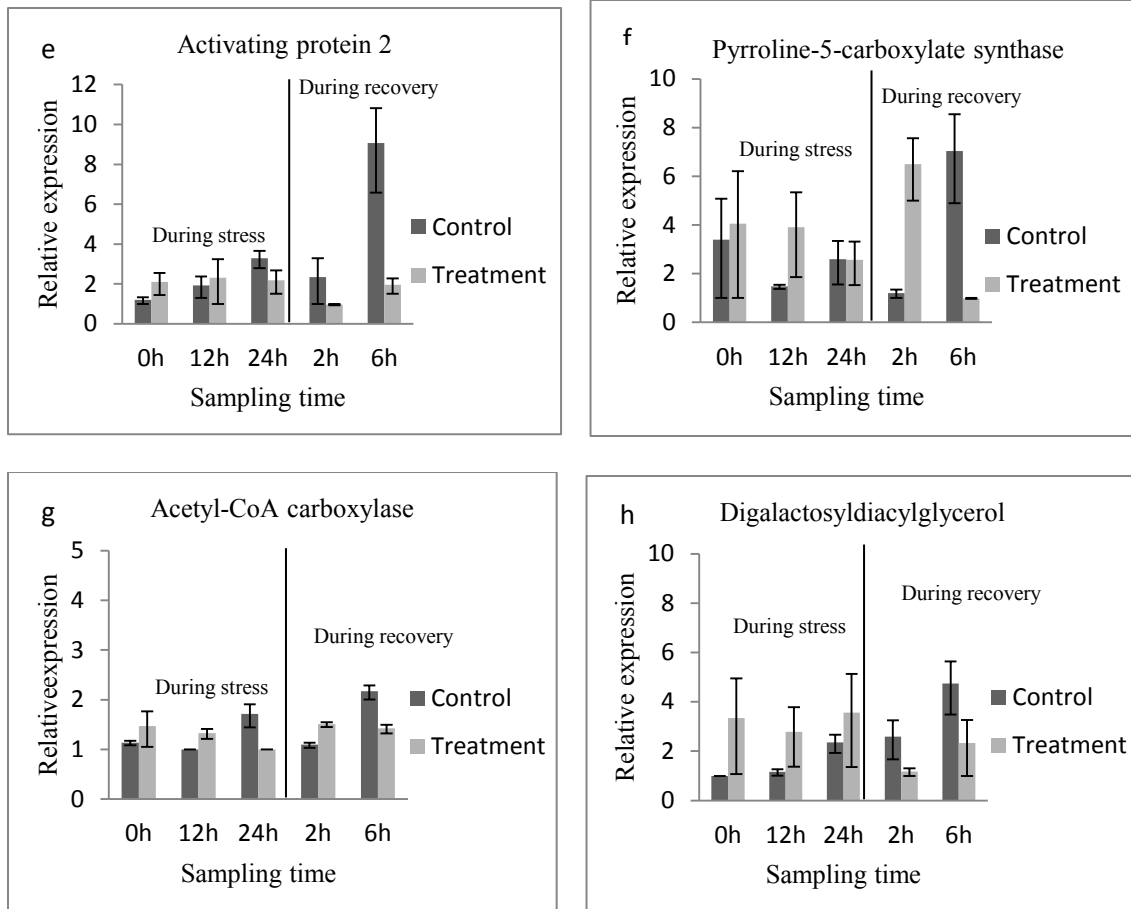 e
Activating protein 2
Relative expression
12
10
8
6
4
2
0
During stress
During recovery
Control
Treatment
0h 12h 24h 2h 6h
Sampling time
f
Pyrroline-5-carboxylate synthase
Relative expression
10
8
6
4
2
0
During stress
During recovery
Control
Treatment
0h 12h 24h 2h 6h
Sampling time
g
Acetyl-CoA carboxylase
Relativeexpression
5
4
3
2
1
0
During stress
During recovery
Control
Treatment
0h 12h 24h 2h 6h
Sampling time
h
Digalactosyldiacylglycerol
Relative expression
10
8
6
4
2
0
During stress
During recovery
Control
Treatment
0h 12h 24h 2h 6h
Sampling time